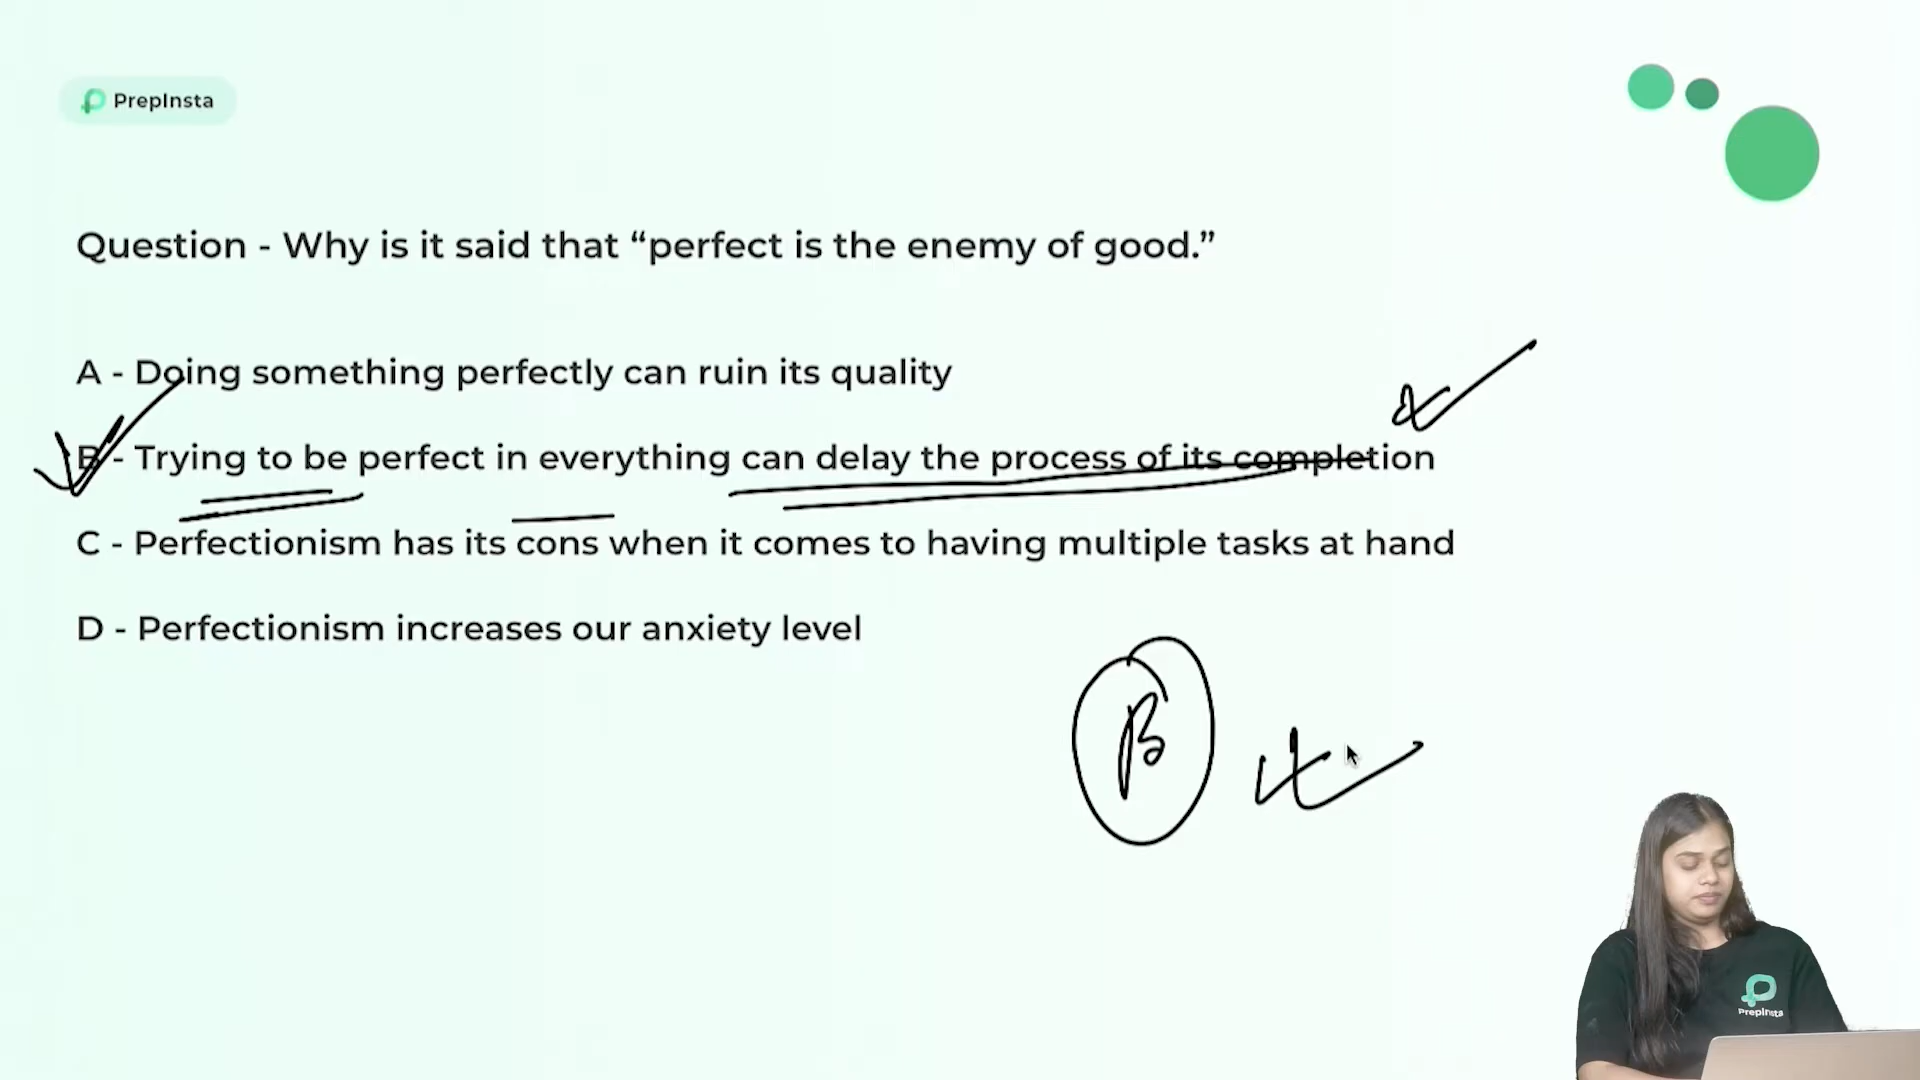 PrepInsta
Question - Why is it said that “perfect is the enemy of good.”
A - Doing something perfectly can ruin its quality
B - Trying to be perfect in everything can delay the process of its completion
C - Perfectionism has its cons when it comes to having multiple tasks at hand
D - Perfectionism increases our anxiety level
B
PrepInsta